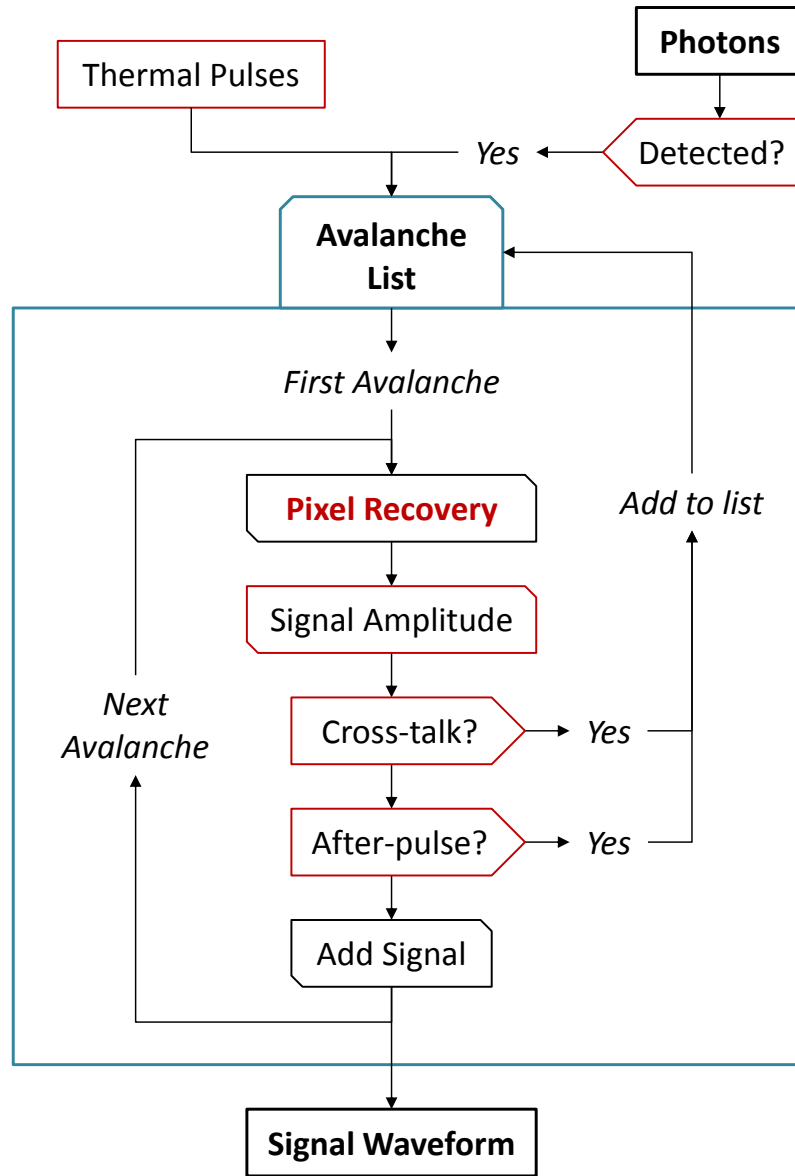 Photons
Thermal Pulses
Detected?
Yes
Avalanche
List
First Avalanche
Pixel Recovery
Add to list
Signal Amplitude
Next
Avalanche
Cross-talk?
Yes
After-pulse?
Yes
Add Signal
Signal Waveform